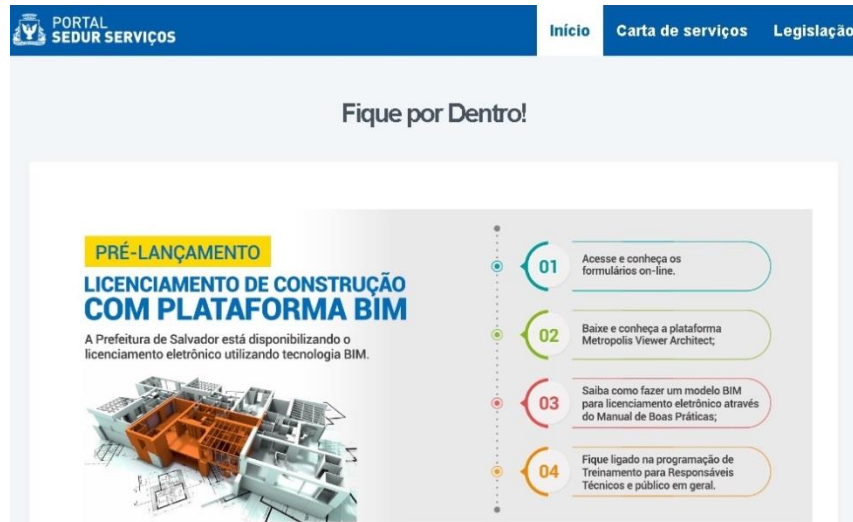 PORTAL
SEDUR SERVIÇOS
Início
Carta de serviços
Legislação
Fique por Dentro!
PRÉ-LANÇAMENTO
LICENCIAMENTO DE CONSTRUÇÃO
COM PLATAFORMA BIM
A Prefeitura de Salvador está disponibilizando o
licenciamento eletrônico utilizando tecnologia BIM.
01
Acesse e conheça os
formulários on-line.
02
Baixe e conheça a plataforma
Metropolis Viewer Architect;
03
Saiba como fazer um modelo BIM
para licenciamento eletrônico através
do Manual de Boas Práticas;
04
Fique ligado na programação de
Treinamento para Responsáveis
Técnicos e público em geral.